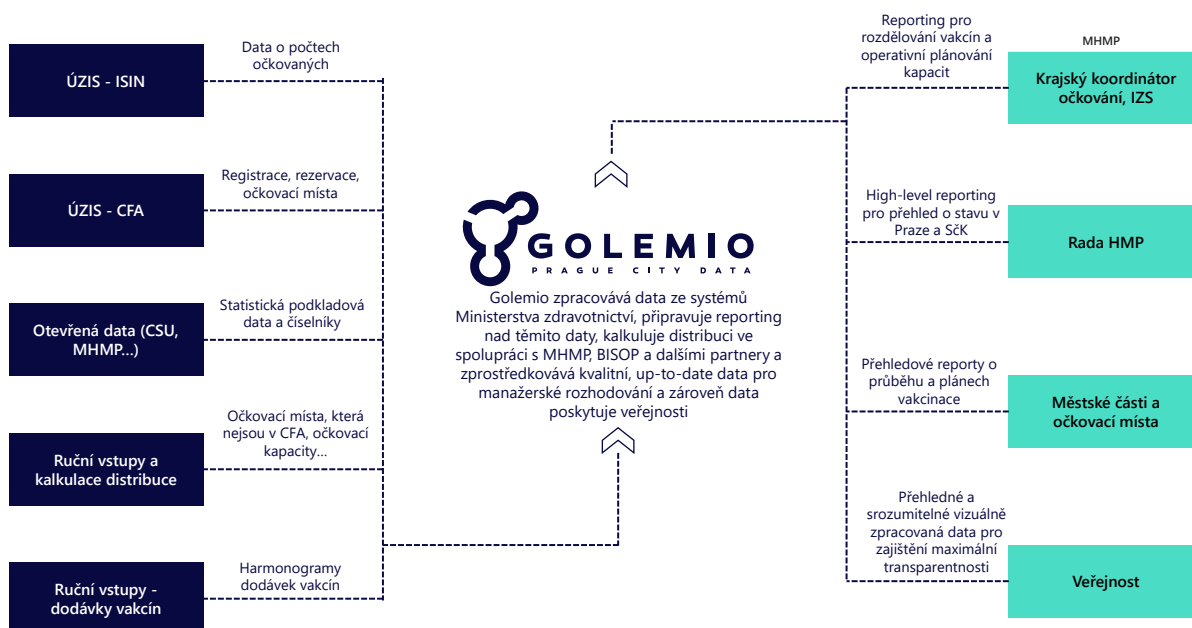 ÚZIS - ISIN
Data o počtech
očkovaných
ÚZIS - CFA
Registrace, rezervace,
očkovací místa
Otevřená data (CSU,
MHMP…)
Statistická podkladová
data a číselníky
Ruční vstupy a
kalkulace distribuce
Očkovací místa, která
nejsou v CFA, očkovací
kapacity…
Ruční vstupy -
dodávky vakcín
Harmonogramy
dodávek vakcín
GOLEMIO
PRAGUE CITY DATA
Golemio zpracovává data ze systémů
Ministerstva zdravotnictví, připravuje reporting
nad těmito daty, kalkuluje distribuci ve
spolupráci s MHMP, BISOP a dalšími partnery a
zprostředkovává kvalitní, up-to-date data pro
manažerské rozhodování a zároveň data
poskytuje veřejnosti
Reporting pro
rozdělování vakcín a
operativní plánování
kapacit
MHMP
Krajský koordinátor
očkování, IZS
High-level reporting
pro přehled o stavu v
Praze a SčK
Rada HMP
Přehledové reporty o
průběhu a plánech
vakcinace
Městské části a
očkovací místa
Přehledné a
srozumitelné vizuálně
zpracovaná data pro
zajištění maximální
transparentnosti
Veřejnost